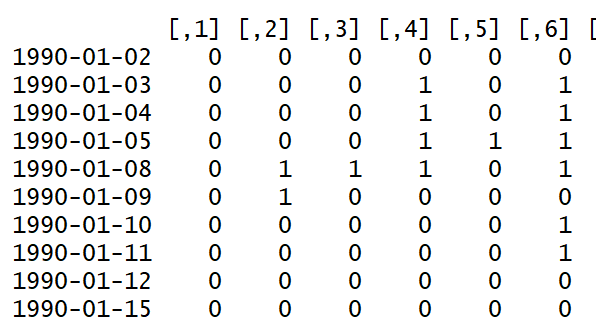 [,1] [,2] [,3] [,4] [,5] [,6] [
1990-01-02 0 0 0 0 0 0
1990-01-03 0 0 0 1 0 1
1990-01-04 0 0 0 1 0 1
1990-01-05 0 0 0 1 1 1
1990-01-08 0 1 1 1 0 1
1990-01-09 0 1 0 0 0 0
1990-01-10 0 0 0 0 0 1
1990-01-11 0 0 0 0 0 1
1990-01-12 0 0 0 0 0 0
1990-01-15 0 0 0 0 0 0